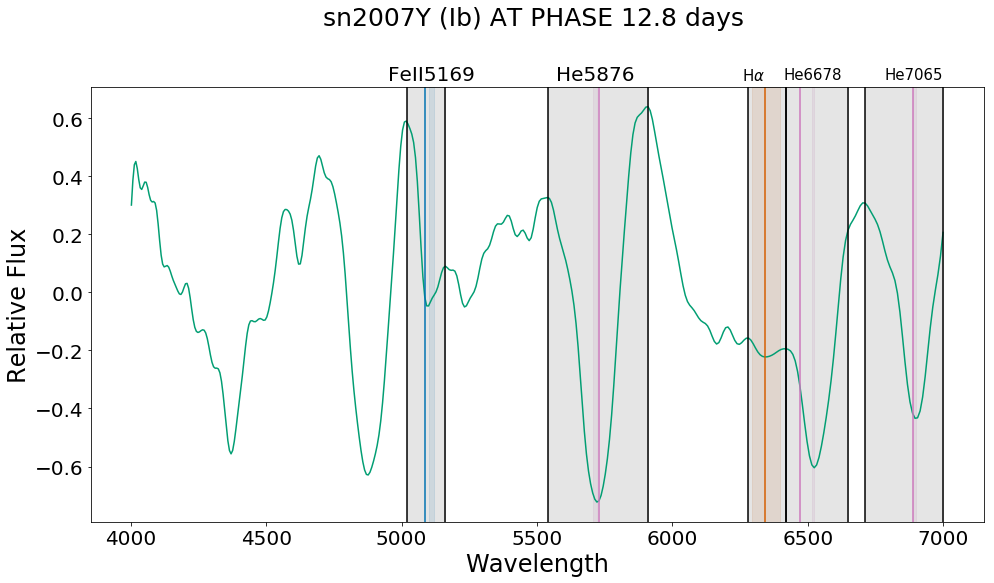 sn2007Y (Ib) AT PHASE 12.8 days
FeII5169 He5876 Hα He6678 He7065
0.6
0.4
0.2
0.0
−0.2
−0.4
−0.6
Relative Flux
4000 4500 5000 5500 6000 6500 7000
Wavelength